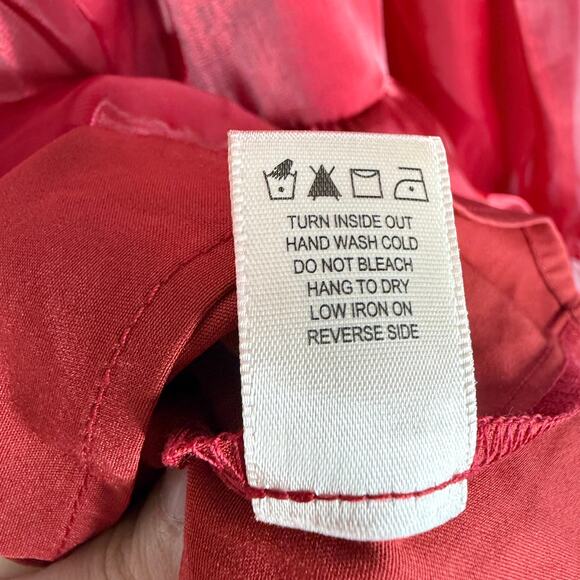 TURN INSIDE OUT
HAND WASH COLD
DO NOT BLEACH
HANG TO DRY
LOW IRON ON
REVERSE SIDE